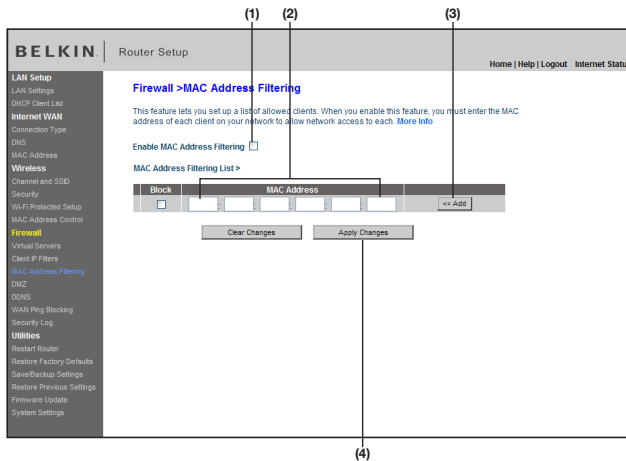 (1) (2) (3)
BELKIN. Router Setup
Home | Help | Logout Internet Statu
LAN Setup
LAN Settings
DHCP Client List
Internet WAN
Connection Type
DNS
MAC Address
Wireless
Channel and SSID
Security
Wi-Fi Protected Setup
MAC Address Control
Firewall
Virtual Servers
Client IP Filters
MAC Address Filtering
DMZ
DDNS
WAN Ping Blocking
Security Log
Utilities
Restart Router
Restore Factory Defaults
Save/Backup Settings
Restore Previous Settings
Firmware Update
System Settings
Firewall >MAC Address Filtering
This feature lets you set up a list of allowed clients. When you enable this feature, you must enter the MAC
address of each client on your network to allow network access to each. More Info
Enable MAC Address Filtering
MAC Address Filtering List >
Block MAC Address
: : : : : << Add
Clear Changes Apply Changes
(4)